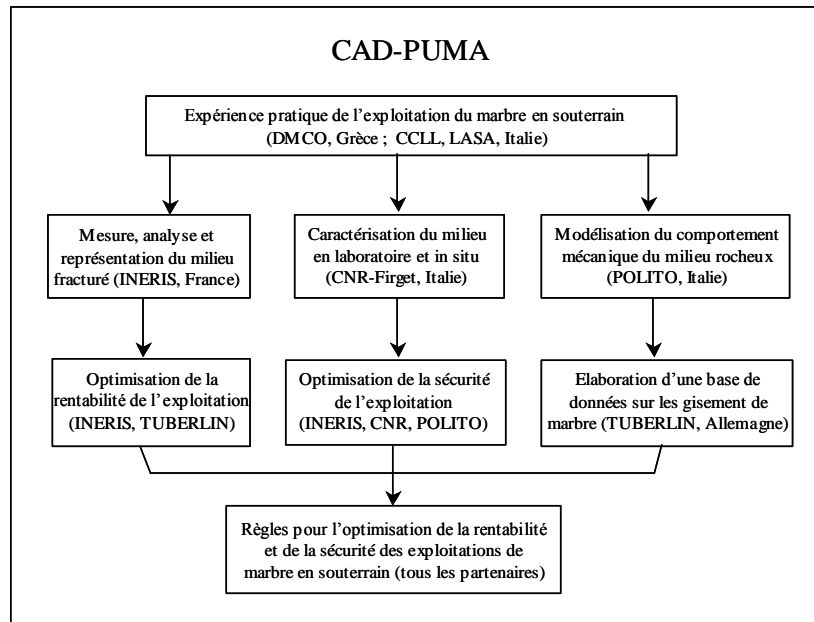 CAD-PUMA
Expérience pratique de l'exploitation du marbre en souterrain
(DMCO, Grèce ; CCLL, LASA, Italie)
Mesure, analyse et
représentation du milieu
fracturé (INERIS, France)
Caractérisation du milieu
en laboratoire et in situ
(CNR-Firget, Italie)
Modélisation du comportement
mécanique du milieu rocheux
(POLITO, Italie)
Optimisation de la
rentabilité de l'exploitation
(INERIS, TUBERLIN)
Optimisation de la sécurité
de l'exploitation
(INERIS, CNR, POLITO)
Elaboration d'une base de
données sur les gisement de
marbre (TUBERLIN, Allemagne)
Règles pour l'optimisation de la rentabilité
et de la sécurité des exploitations de
marbre en souterrain (tous les partenaires)